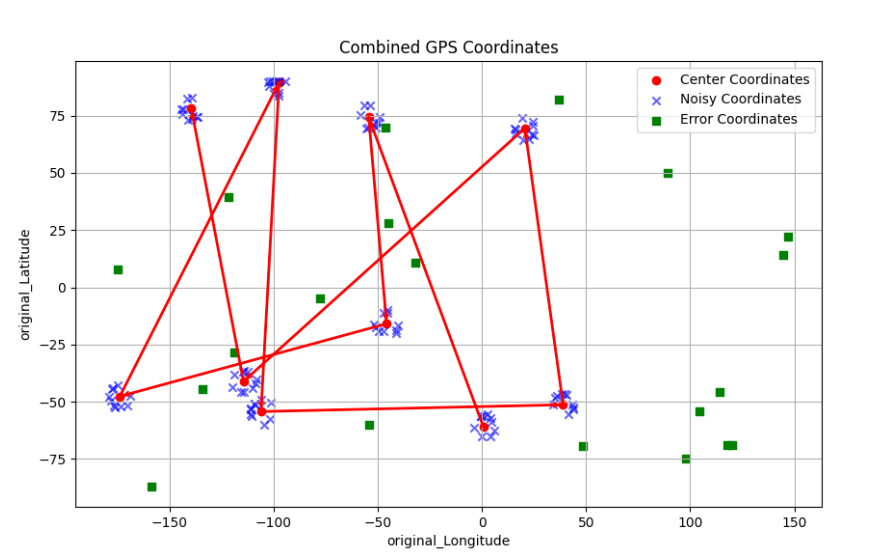 Combined GPS Coordinates
Center Coordinates
Noisy Coordinates
Error Coordinates
75
50
25
0
−25
−50
−75
original_Latitude
−150
−100
−50
0
50
100
150
original_Longitude